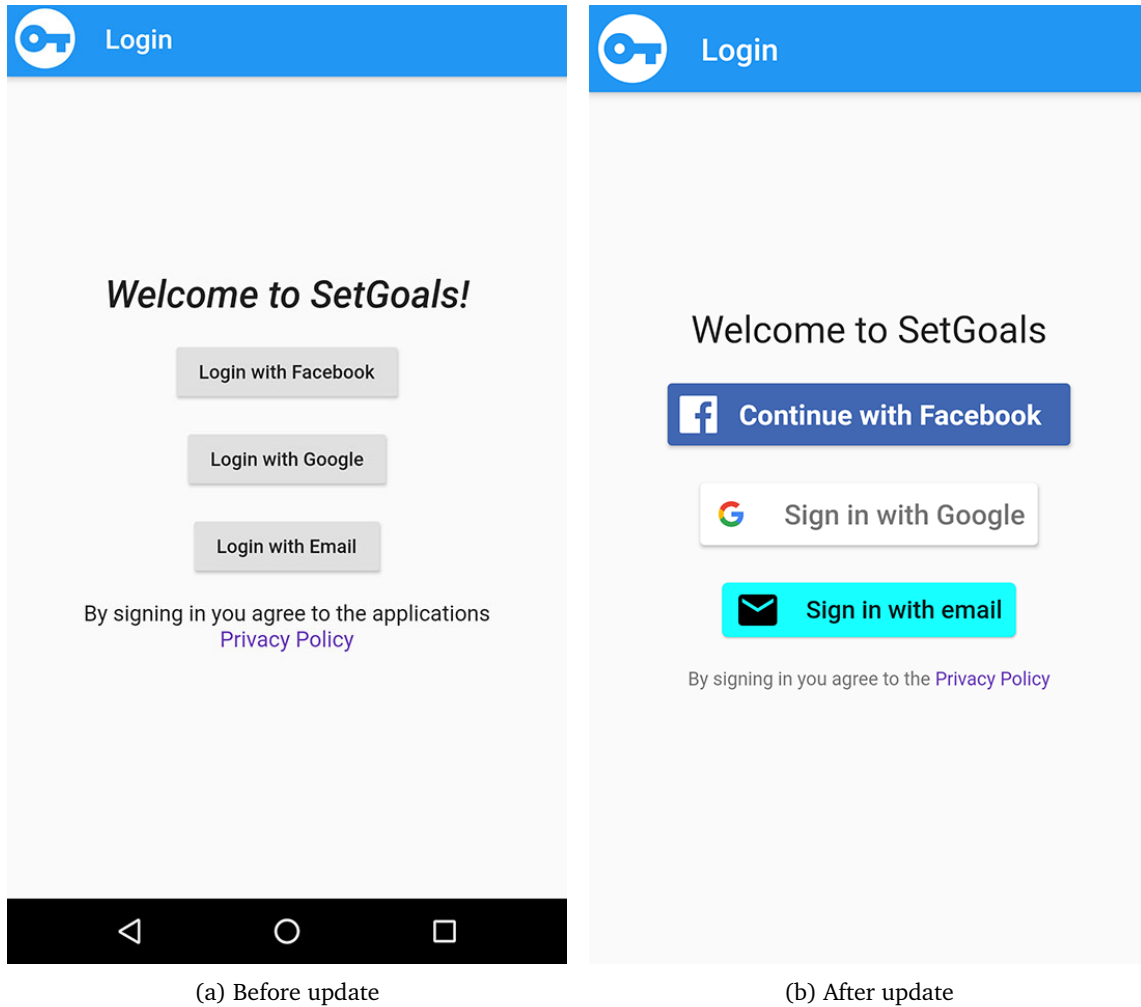 Login
Welcome to SetGoals!
Login with Facebook
Login with Google
Login with Email
By signing in you agree to the applications
Privacy Policy
(a) Before update
Login
Welcome to SetGoals
Continue with Facebook
Sign in with Google
Sign in with email
By signing in you agree to the Privacy Policy
(b) After update